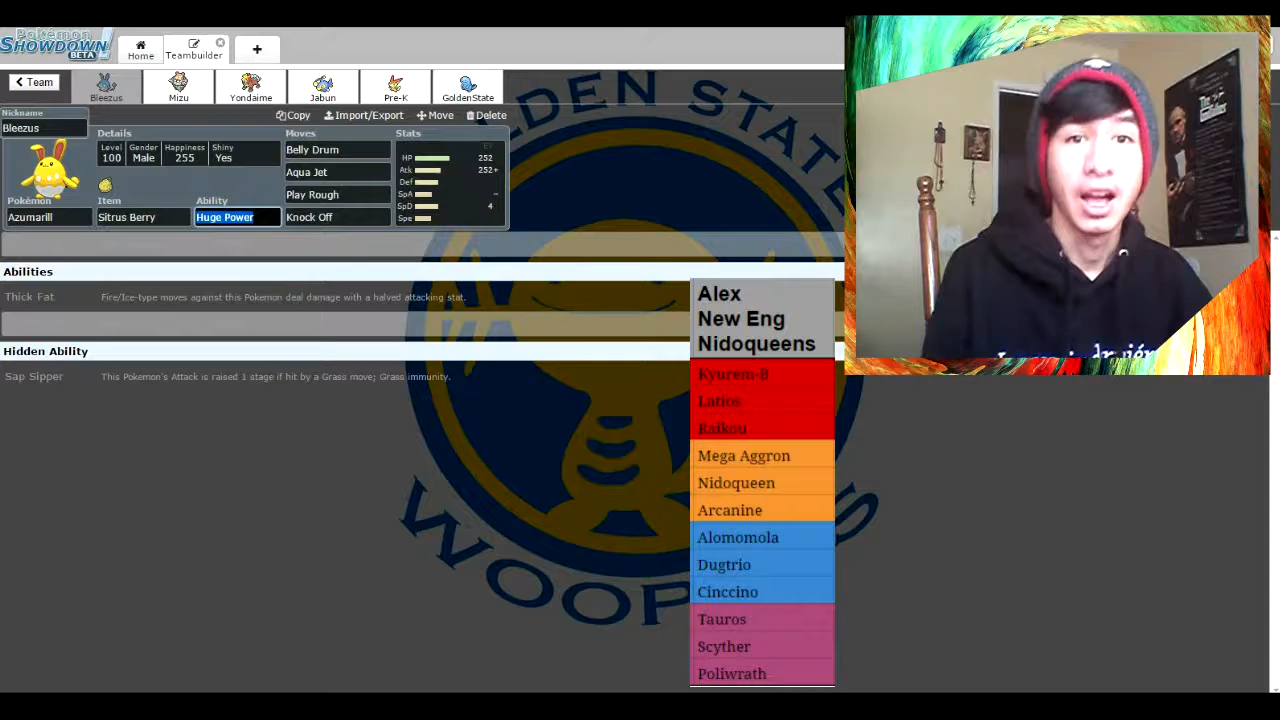 Pokémon
SHOWDOWN!
BETA
Home
Teambuilder
+
< Team
Bleezus
Mizu
Yondaime
Jabun
Pre-K
GoldenState
Nickname
Bleezus
Copy
Import/Export
Move
Delete
Details
Moves
Stats
EV
Level
Gender
Happiness
Shiny
100
Male
255
Yes
Belly Drum
Aqua Jet
Play Rough
Knock Off
HP
252
Atk
252+
Def
SpA
−
SpD
4
Spe
Pokémon
Item
Ability
Azumarill
Sitrus Berry
Huge Power
Abilities
Thick Fat
Fire/Ice-type moves against this Pokemon deal damage with a halved attacking stat.
Hidden Ability
Sap Sipper
This Pokemon's Attack is raised 1 stage if hit by a Grass move; Grass immunity.
Alex
New Eng
Nidoqueens
Kyurem-B
Latios
Raikou
Mega Aggron
Nidoqueen
Arcanine
Alomomola
Dugtrio
Cinccino
Tauros
Scyther
Poliwrath
LDEN STATE
WOOP
S
The
Godfather